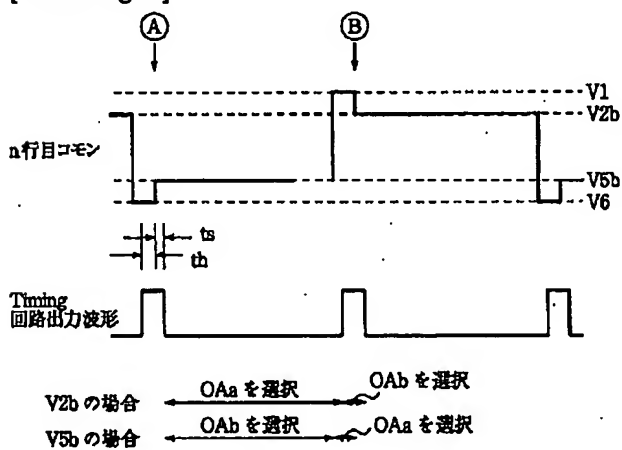 Ⓐ Ⓑ
V1
V2b
n行目コモン
V5b
V6
ts
th
Timing
回路出力波形
V2b の場合 OAa を選択 OAb を選択
V5b の場合 OAb を選択 OAa を選択